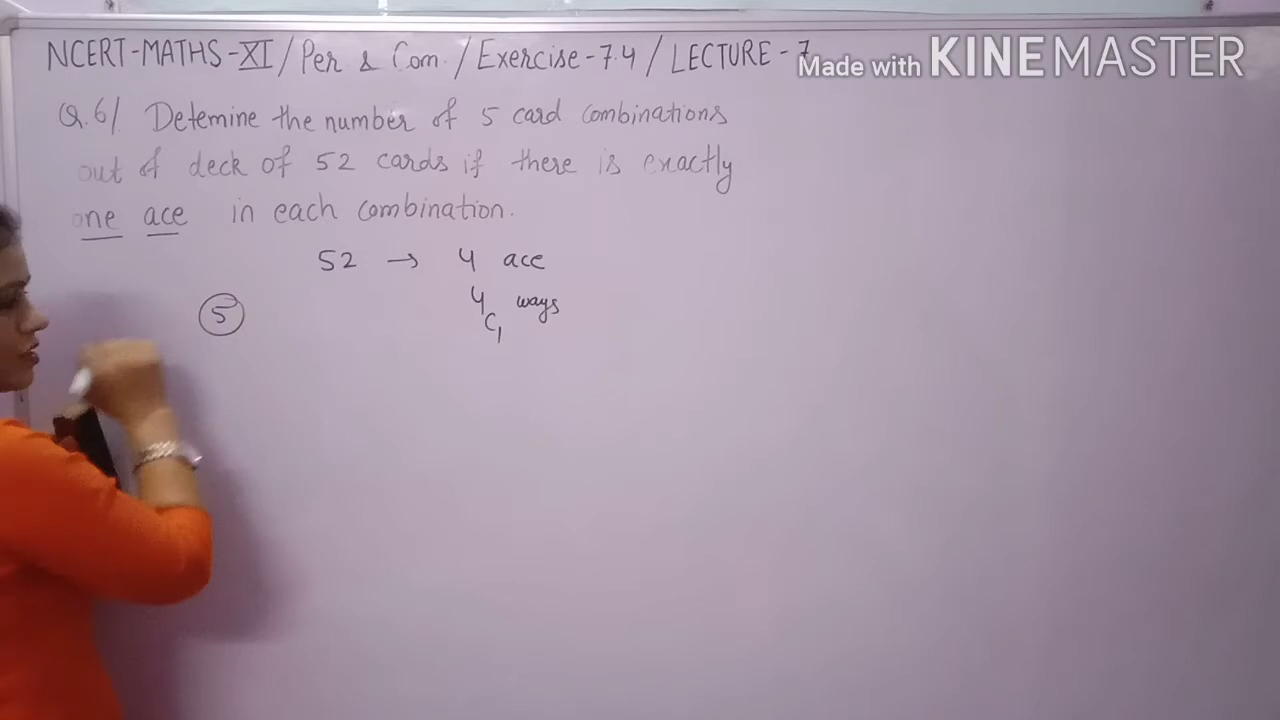 NCERT-MATHS-XI/Per & Com./Exercise-7.4/LECTURE-7
Made with KINEMASTER
Q.6/. Detemine the number of 5 card combinations
out of deck of 52 cards if there is exactly
one ace in each combination.
52 → 4 ace
5
4C1 ways